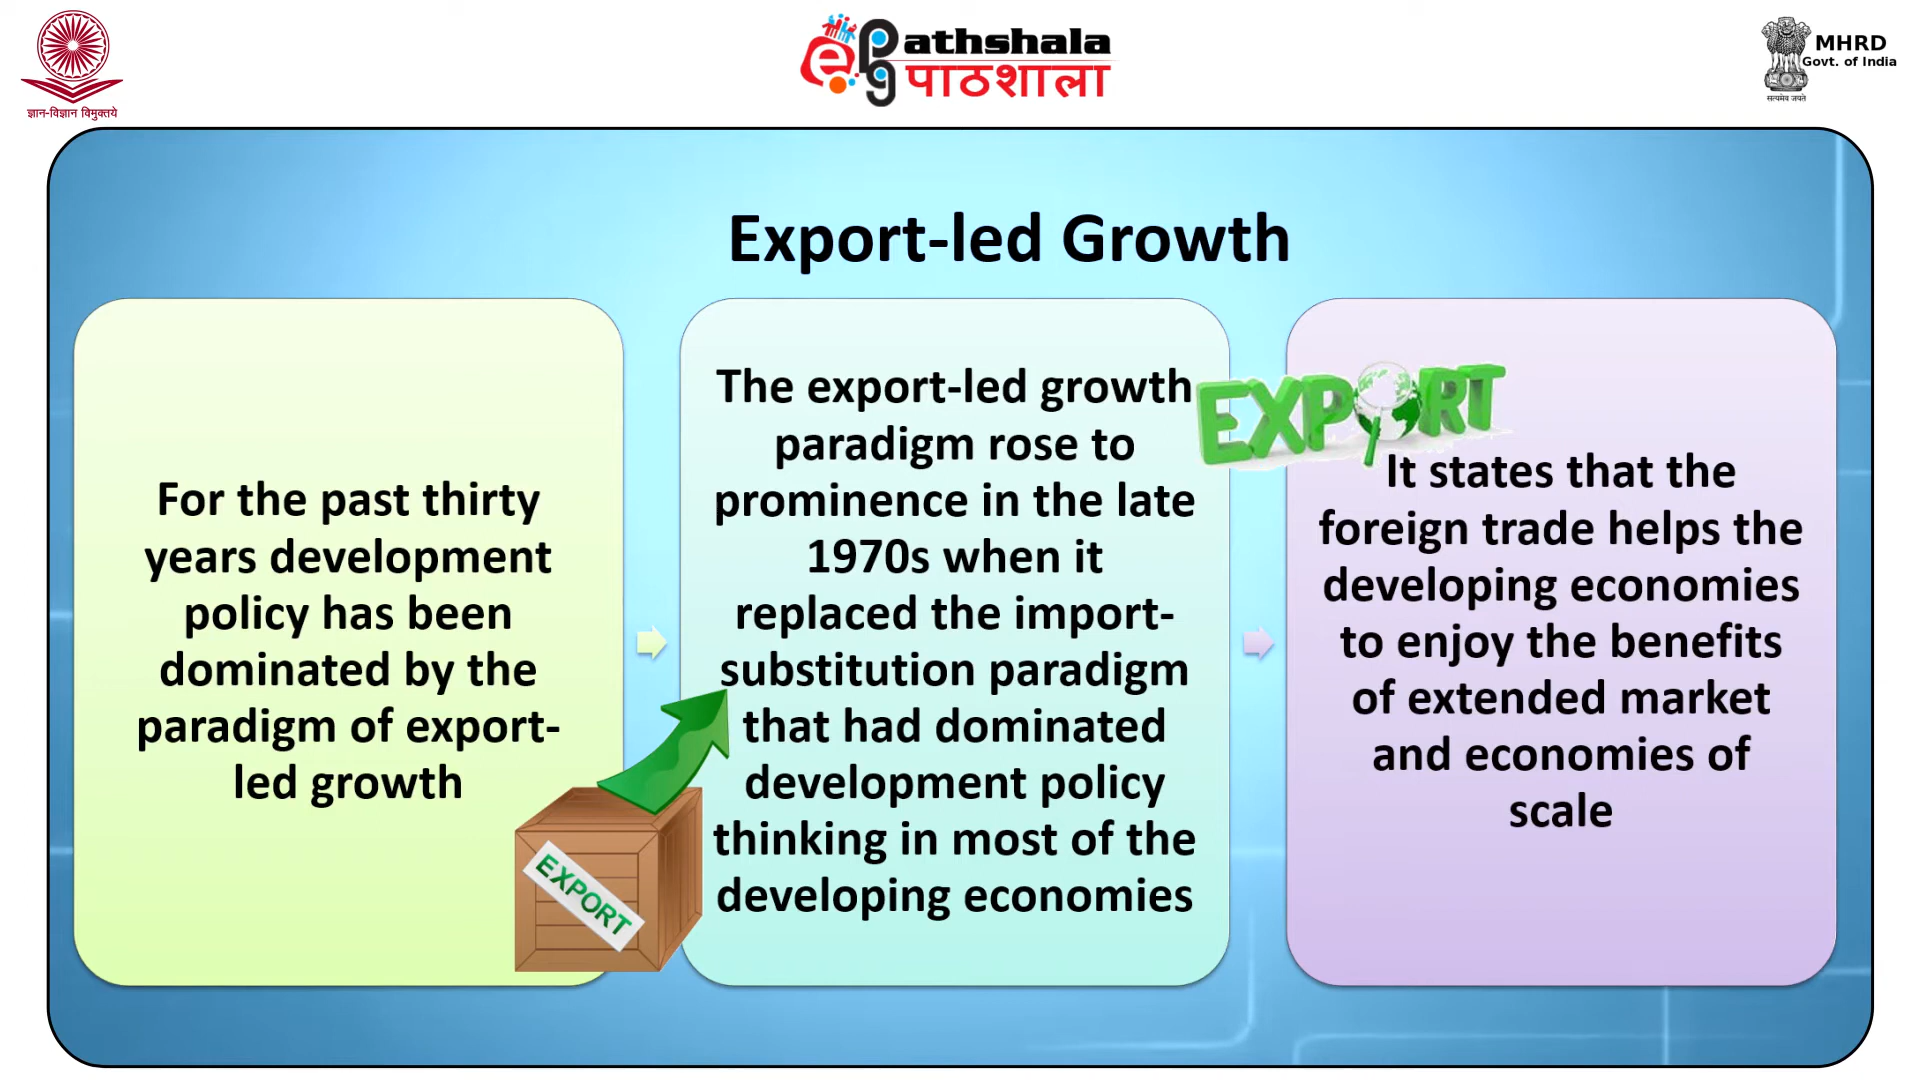 ज्ञान-विज्ञान विमुक्तये
ePG athshala
पाठशाला
MHRD
Govt. of India
सत्यमेव जयते
Export-led Growth
For the past thirty
years development
policy has been
dominated by the
paradigm of export-
led growth
EXPORT
The export-led growth
paradigm rose to
prominence in the late
1970s when it
replaced the import-
substitution paradigm
that had dominated
development policy
thinking in most of the
developing economies
EXPORT
It states that the
foreign trade helps the
developing economies
to enjoy the benefits
of extended market
and economies of
scale